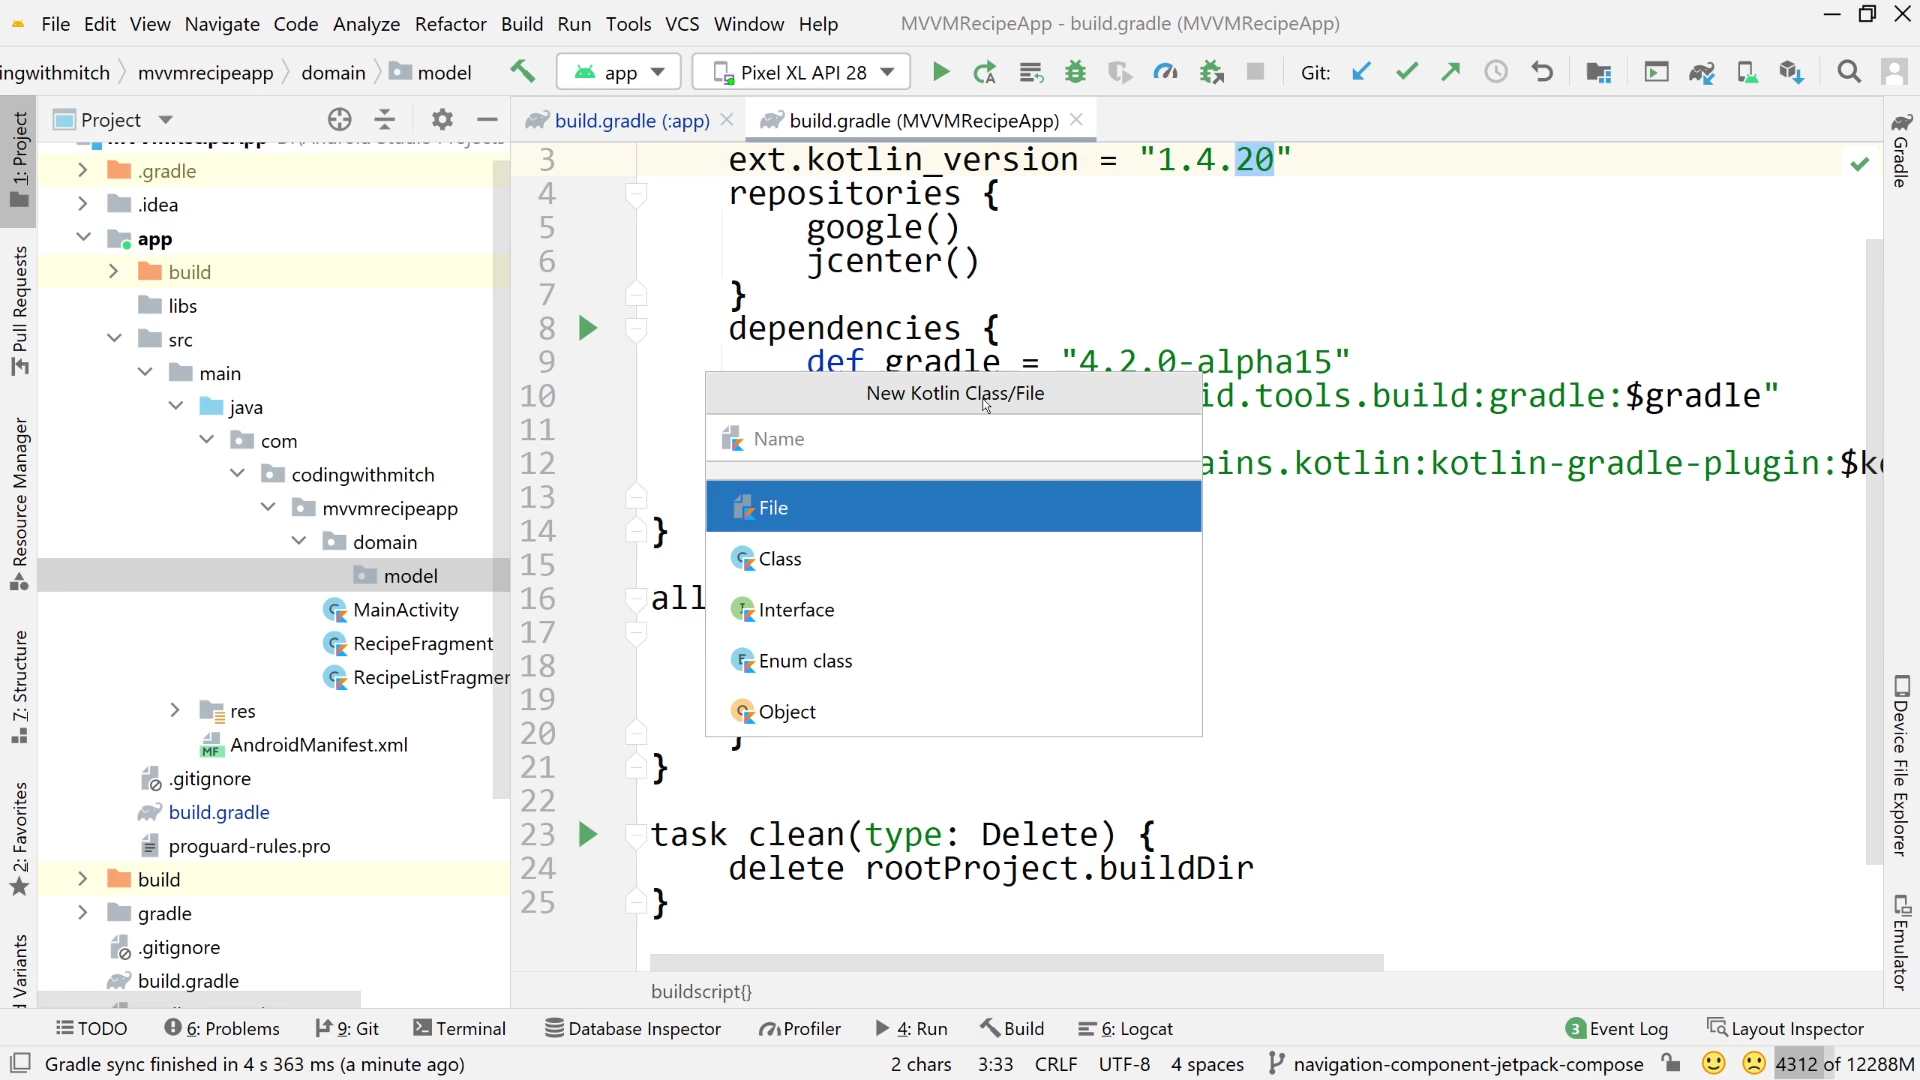 File Edit View Navigate Code Analyze Refactor Build Run Tools VCS Window Help MVVMRecipeApp - build.gradle (MVVMRecipeApp)
ingwithmitch mvvmrecipeapp domain model app Pixel XL API 28 Git:
Project
build.gradle (:app) build.gradle (MVVMRecipeApp)
1: Project
Pull Requests
Resource Manager
7: Structure
2: Favorites
Variants
.gradle
.idea
app
build
libs
src
main
java
com
codingwithmitch
mvvmrecipeapp
domain
model
MainActivity
RecipeFragment
RecipeListFragmer
res
AndroidManifest.xml
.gitignore
build.gradle
proguard-rules.pro
build
gradle
.gitignore
build.gradle
3 ext.kotlin_version = "1.4.20"
4 repositories {
5 google()
6 jcenter()
7 }
8 dependencies {
9 def gradle = "4.2.0-alpha15"
10 id.tools.build:gradle:$gradle"
11
12 ains.kotlin:kotlin-gradle-plugin:$k
13
14 }
15
16 all
17
18
19
20 }
21 }
22
23 task clean(type: Delete) {
24 delete rootProject.buildDir
25 }
New Kotlin Class/File
Name
File
Class
Interface
Enum class
Object
buildscript{}
Gradle
Device File Explorer
Emulator
TODO 6: Problems 9: Git Terminal Database Inspector Profiler 4: Run Build 6: Logcat 3 Event Log Layout Inspector
Gradle sync finished in 4 s 363 ms (a minute ago) 2 chars 3:33 CRLF UTF-8 4 spaces navigation-component-jetpack-compose 4312 of 12288M